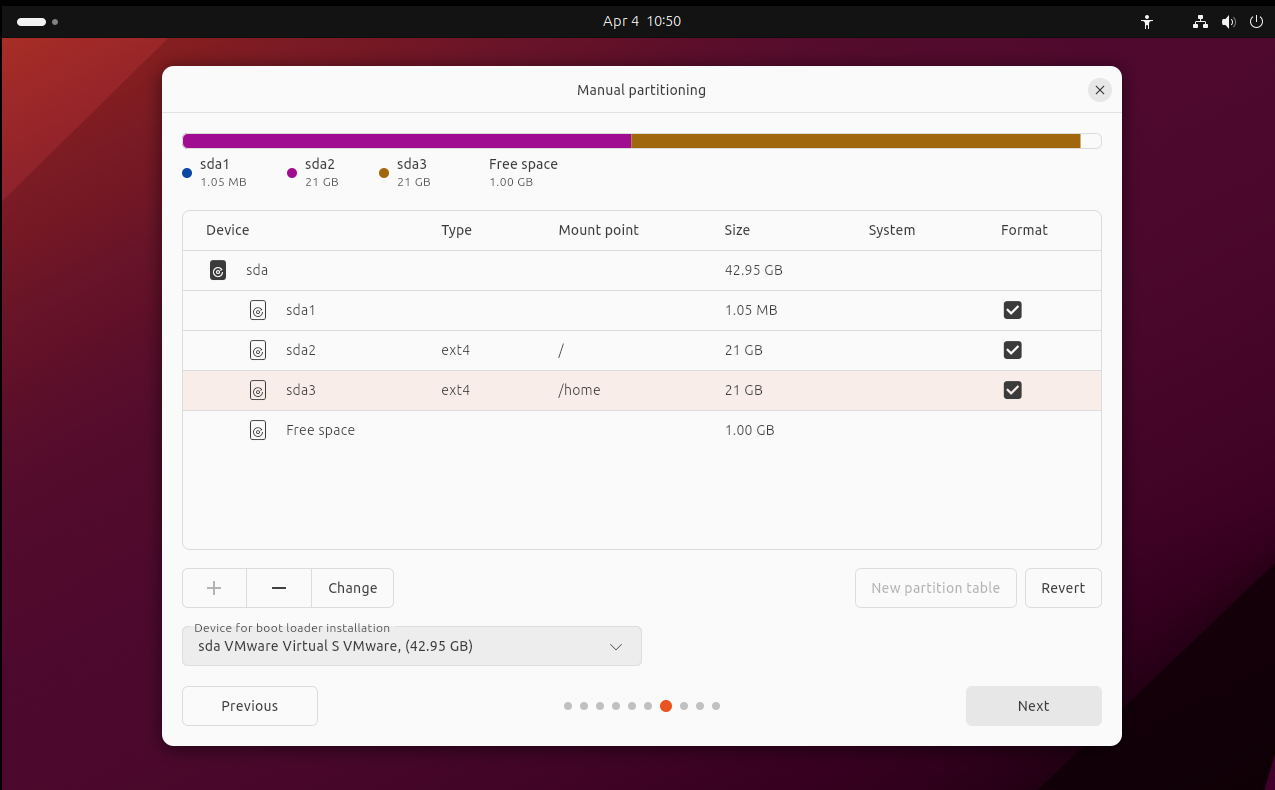 Apr 4 10:50
Manual partitioning
sda1 sda2 sda3 Free space
1.05 MB 21 GB 21 GB 1.00 GB
Device Type Mount point Size System Format
sda 42.95 GB
sda1 1.05 MB
sda2 ext4 / 21 GB
sda3 ext4 /home 21 GB
Free space 1.00 GB
Change New partition table Revert
Device for boot loader installation
sda VMware Virtual S VMware, (42.95 GB)
Previous Next